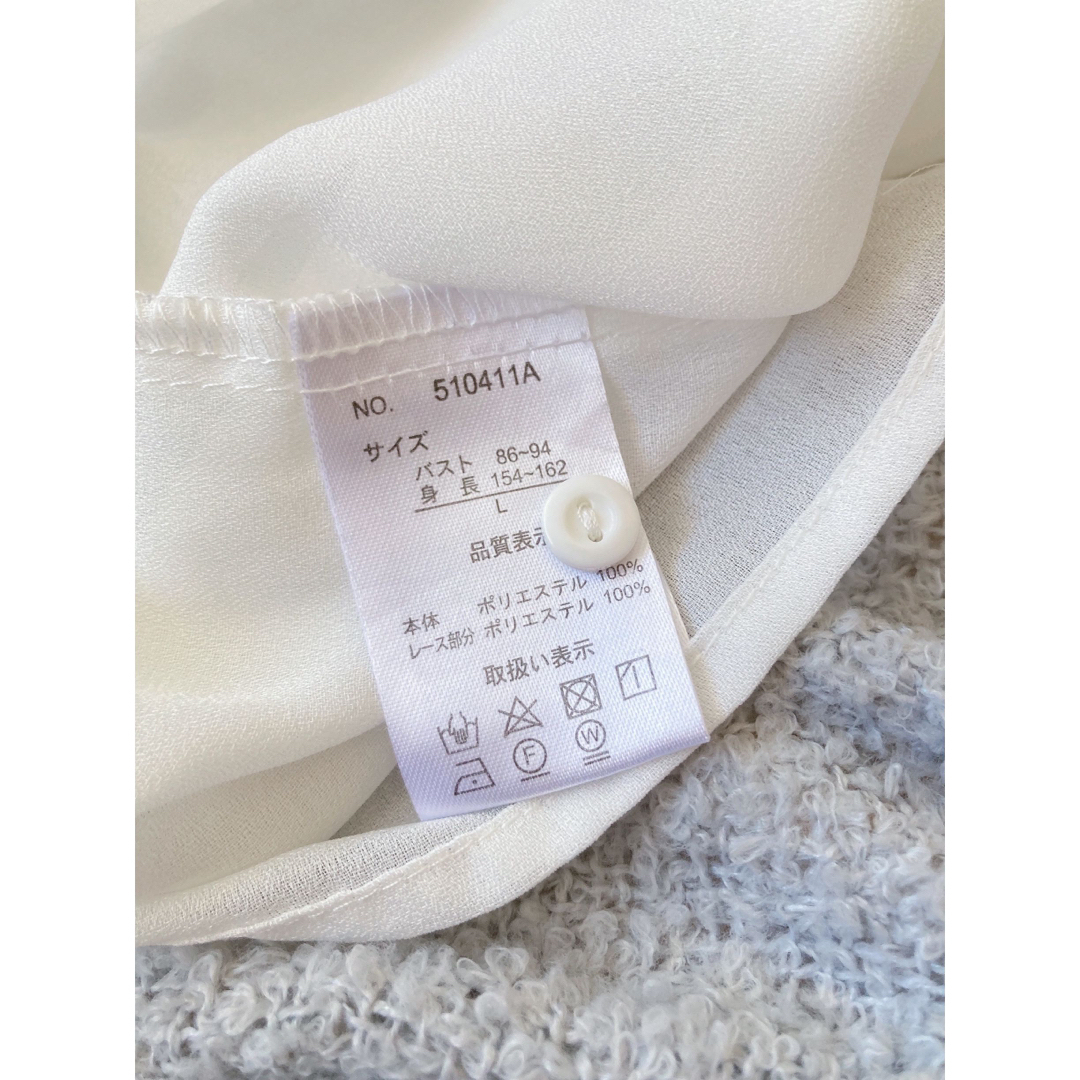 NO. 510411A
サイズ
バスト 86~94
身 長 154~162
L
品質表示
本体 ポリエステル 100%
レース部分 ポリエステル 100%
取扱い表示
F W